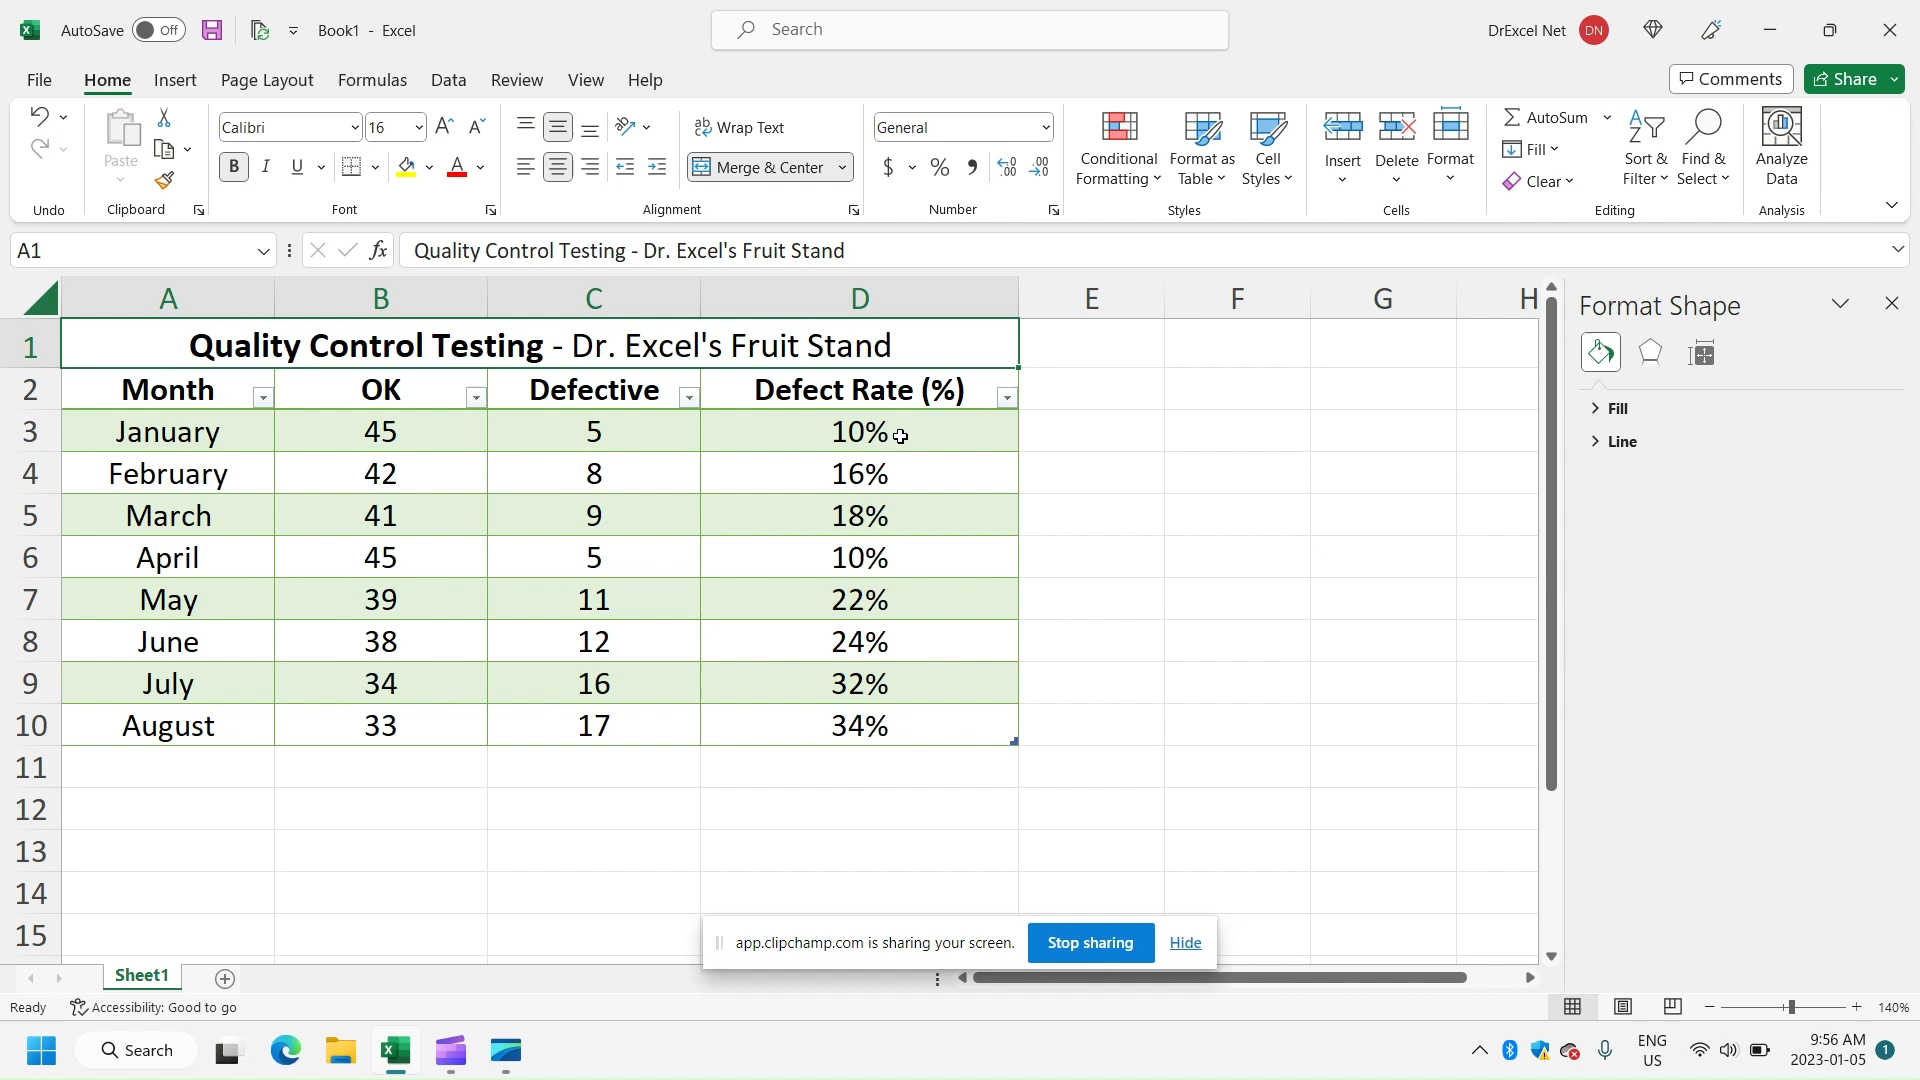 AutoSave Off Book1 - Excel Search DrExcel Net DN
File Home Insert Page Layout Formulas Data Review View Help Comments Share
Paste Calibri 16 ab Wrap Text General Conditional Formatting Format as Table Cell Styles Insert Delete Format AutoSum Sort & Filter Find & Select Analyze Data
B I U A Merge & Center $ % Fill
Clear
Undo Clipboard Font Alignment Number Styles Cells Editing Analysis
A1 fx Quality Control Testing - Dr. Excel's Fruit Stand
A B C D E F G H
Format Shape
1 Quality Control Testing - Dr. Excel's Fruit Stand
2 Month OK Defective Defect Rate (%)
Fill
Line
3 January 45 5 10%
4 February 42 8 16%
5 March 41 9 18%
6 April 45 5 10%
7 May 39 11 22%
8 June 38 12 24%
9 July 34 16 32%
10 August 33 17 34%
11
12
13
14
15
app.clipchamp.com is sharing your screen. Stop sharing Hide
Sheet1
Ready Accessibility: Good to go 140%
Search ENG US 9:56 AM 2023-01-05 1